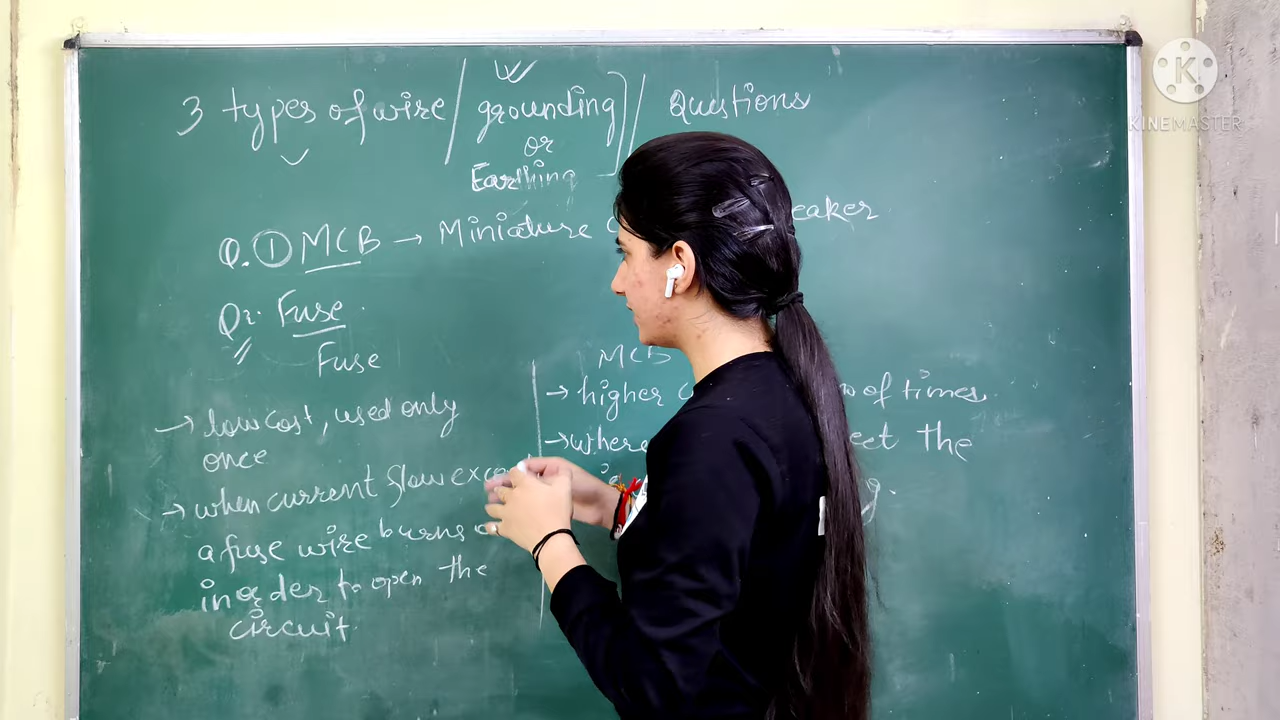 3 types of wire / grounding / Questions
or
Earthing
Q. ① MCB → Miniature
Q2. Fuse
Fuse
→ low cost, used only
once
→ when current flow
a fuse wire burns
in order to open the
circuit.
MCB
→ higher of times.
→ where the
K
KINEMASTER